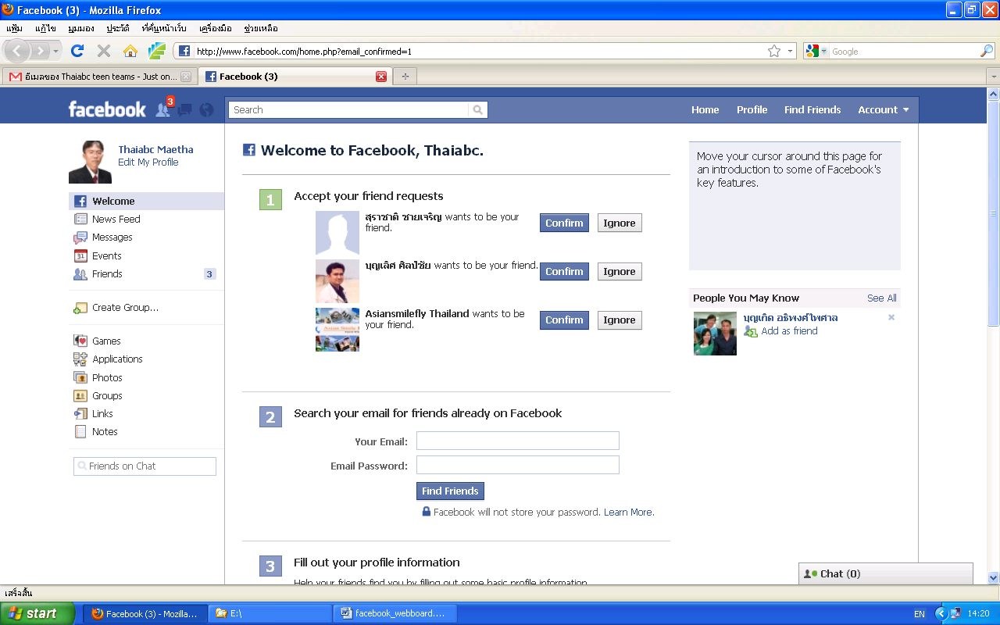 Facebook (3) - Mozilla Firefox
แฟ้ม แก้ไข มุมมอง ประวัติ ที่คั่นหน้าเว็บ เครื่องมือ ช่วยเหลือ
http://www.facebook.com/home.php?email_confirmed=1
Google
อีเมลของ Thaiabc teen teams - Just on...
Facebook (3)
facebook
3
Search
Home Profile Find Friends Account
Thaiabc Maetha
Edit My Profile
Welcome
News Feed
Messages
31 Events
Friends 3
Create Group...
Games
Applications
Photos
Groups
Links
Notes
Friends on Chat
Welcome to Facebook, Thaiabc.
1 Accept your friend requests
สุราชาติ ชายเจริญ wants to be your
friend.
Confirm Ignore
บุญเลิศ ศิลป์ชัย wants to be your friend.
Confirm Ignore
Asiansmilefly Thailand wants to be
your friend.
Confirm Ignore
2 Search your email for friends already on Facebook
Your Email:
Email Password:
Find Friends
Facebook will not store your password. Learn More.
3 Fill out your profile information
Help your friends find you by filling out some basic profile information
Move your cursor around this page for
an introduction to some of Facebook's
key features.
People You May Know See All
บุญเกิด อธิพงศ์ไพศาล
Add as friend
Chat (0)
เสร็จสิ้น
start
Facebook (3) - Mozilla...
E:\
facebook_webboard....
EN
14:20